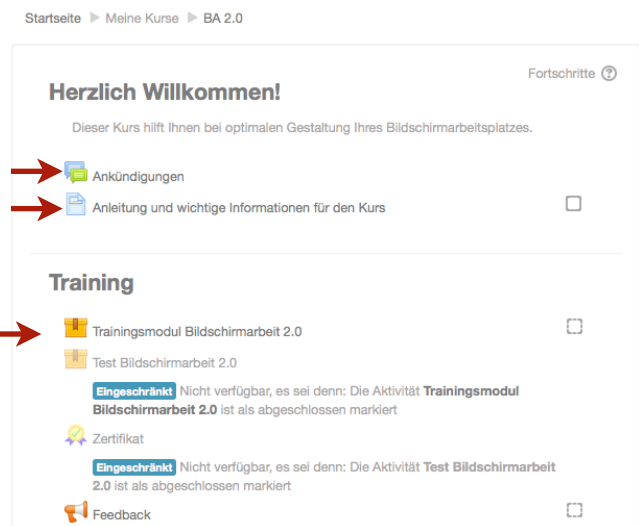 Startseite Meine Kurse BA 2.0
Fortschritte ?
Herzlich Willkommen!
Dieser Kurs hilft Ihnen bei optimalen Gestaltung Ihres Bildschirmarbeitsplatzes.
Ankündigungen
Anleitung und wichtige Informationen für den Kurs
Training
Trainingsmodul Bildschirmarbeit 2.0
Test Bildschirmarbeit 2.0
Eingeschränkt Nicht verfügbar, es sei denn: Die Aktivität Trainingsmodul
Bildschirmarbeit 2.0 ist als abgeschlossen markiert
Zertifikat
Eingeschränkt Nicht verfügbar, es sei denn: Die Aktivität Test Bildschirmarbeit
2.0 ist als abgeschlossen markiert
Feedback